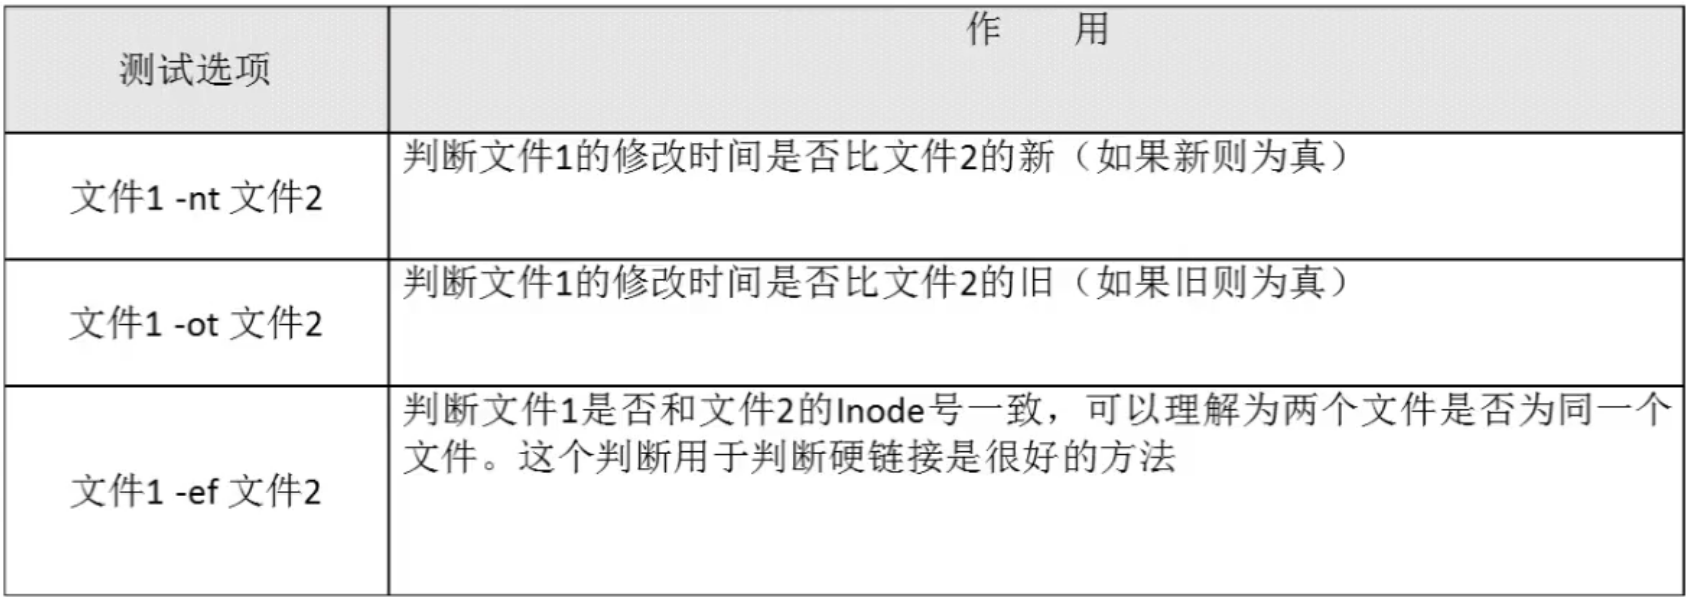 测试选项
作 用
文件1 -nt 文件2
判断文件1的修改时间是否比文件2的新（如果新则为真）
文件1 -ot 文件2
判断文件1的修改时间是否比文件2的旧（如果旧则为真）
文件1 -ef 文件2
判断文件1是否和文件2的Inode号一致，可以理解为两个文件是否为同一个
文件。这个判断用于判断硬链接是很好的方法